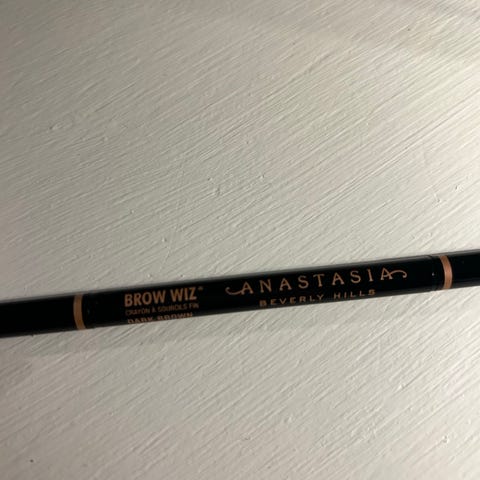 BROW WIZ®
CRAYON À SOURCILS FIN
DARK BROWN
ANASTASIA
BEVERLY HILLS